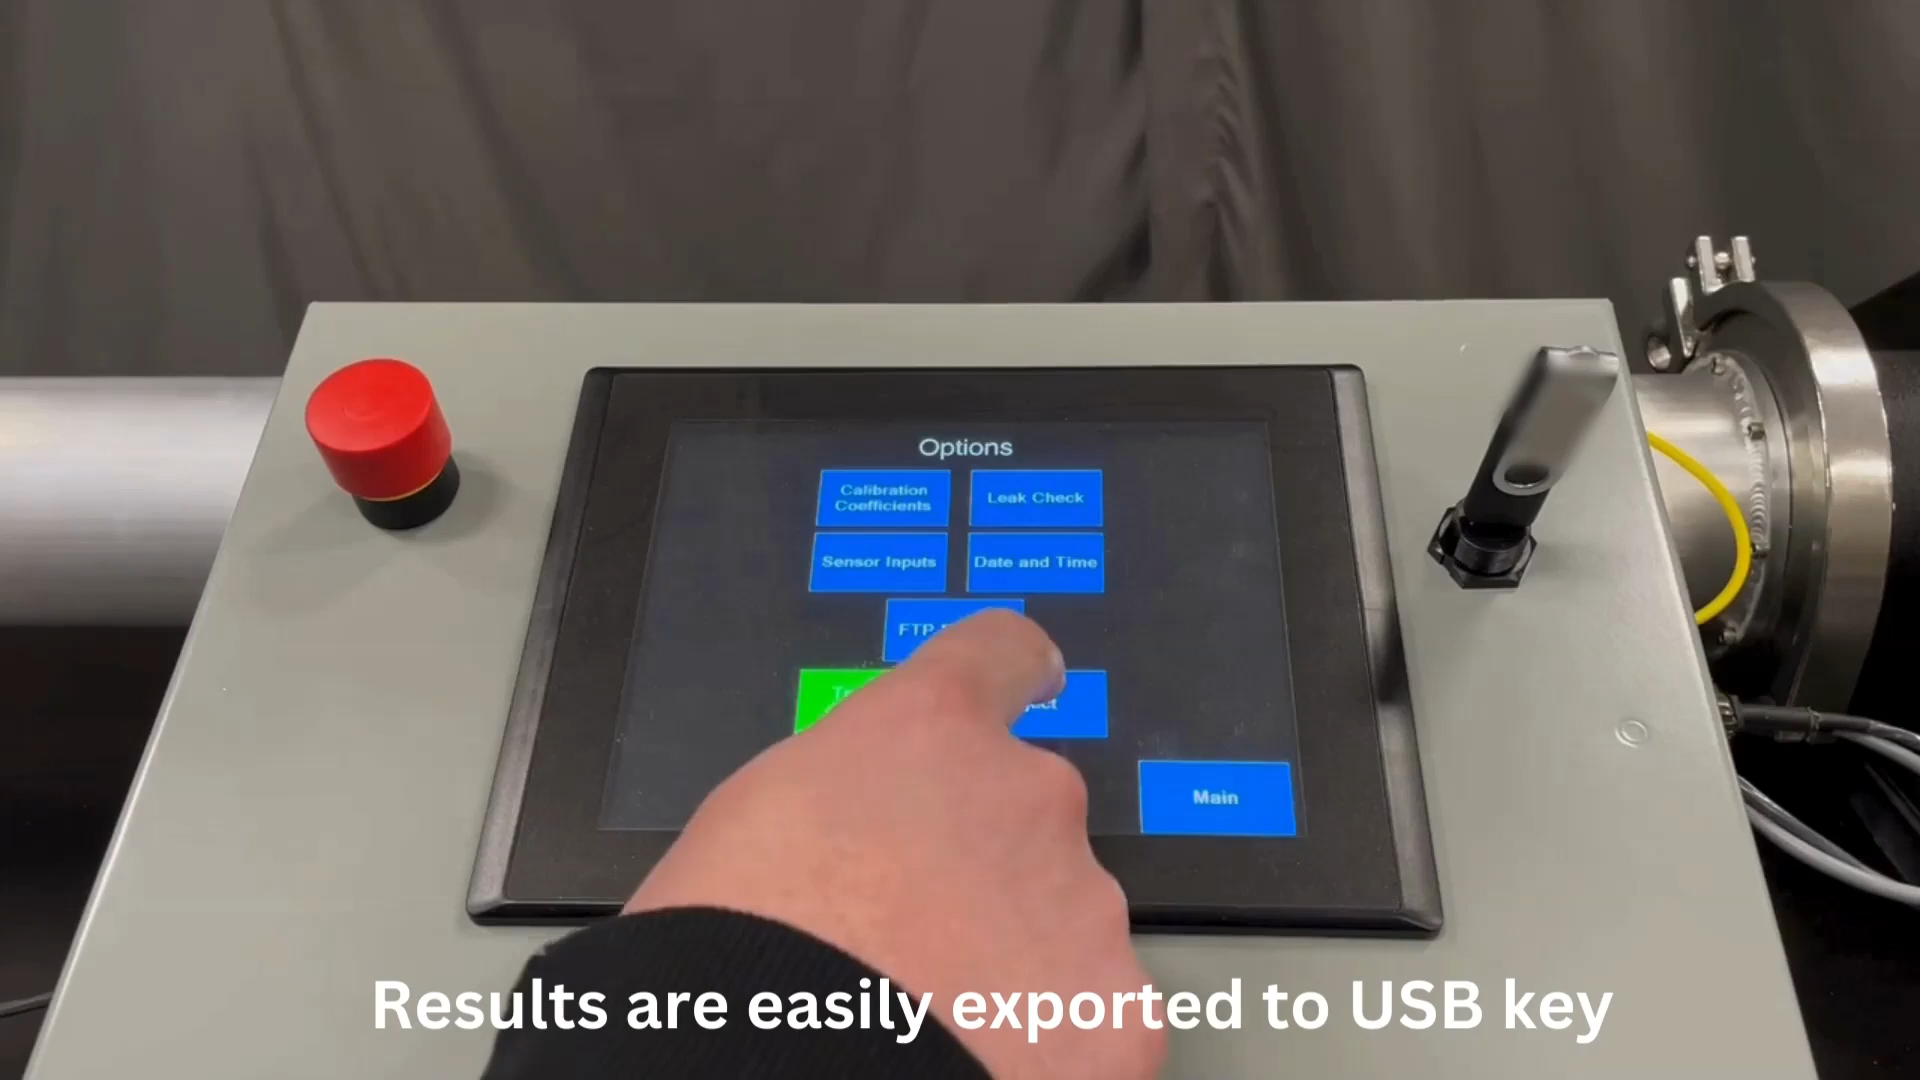 Options
Calibration
Coefficients
Leak Check
Sensor Inputs
Date and Time
FTP
Main
Results are easily exported to USB key